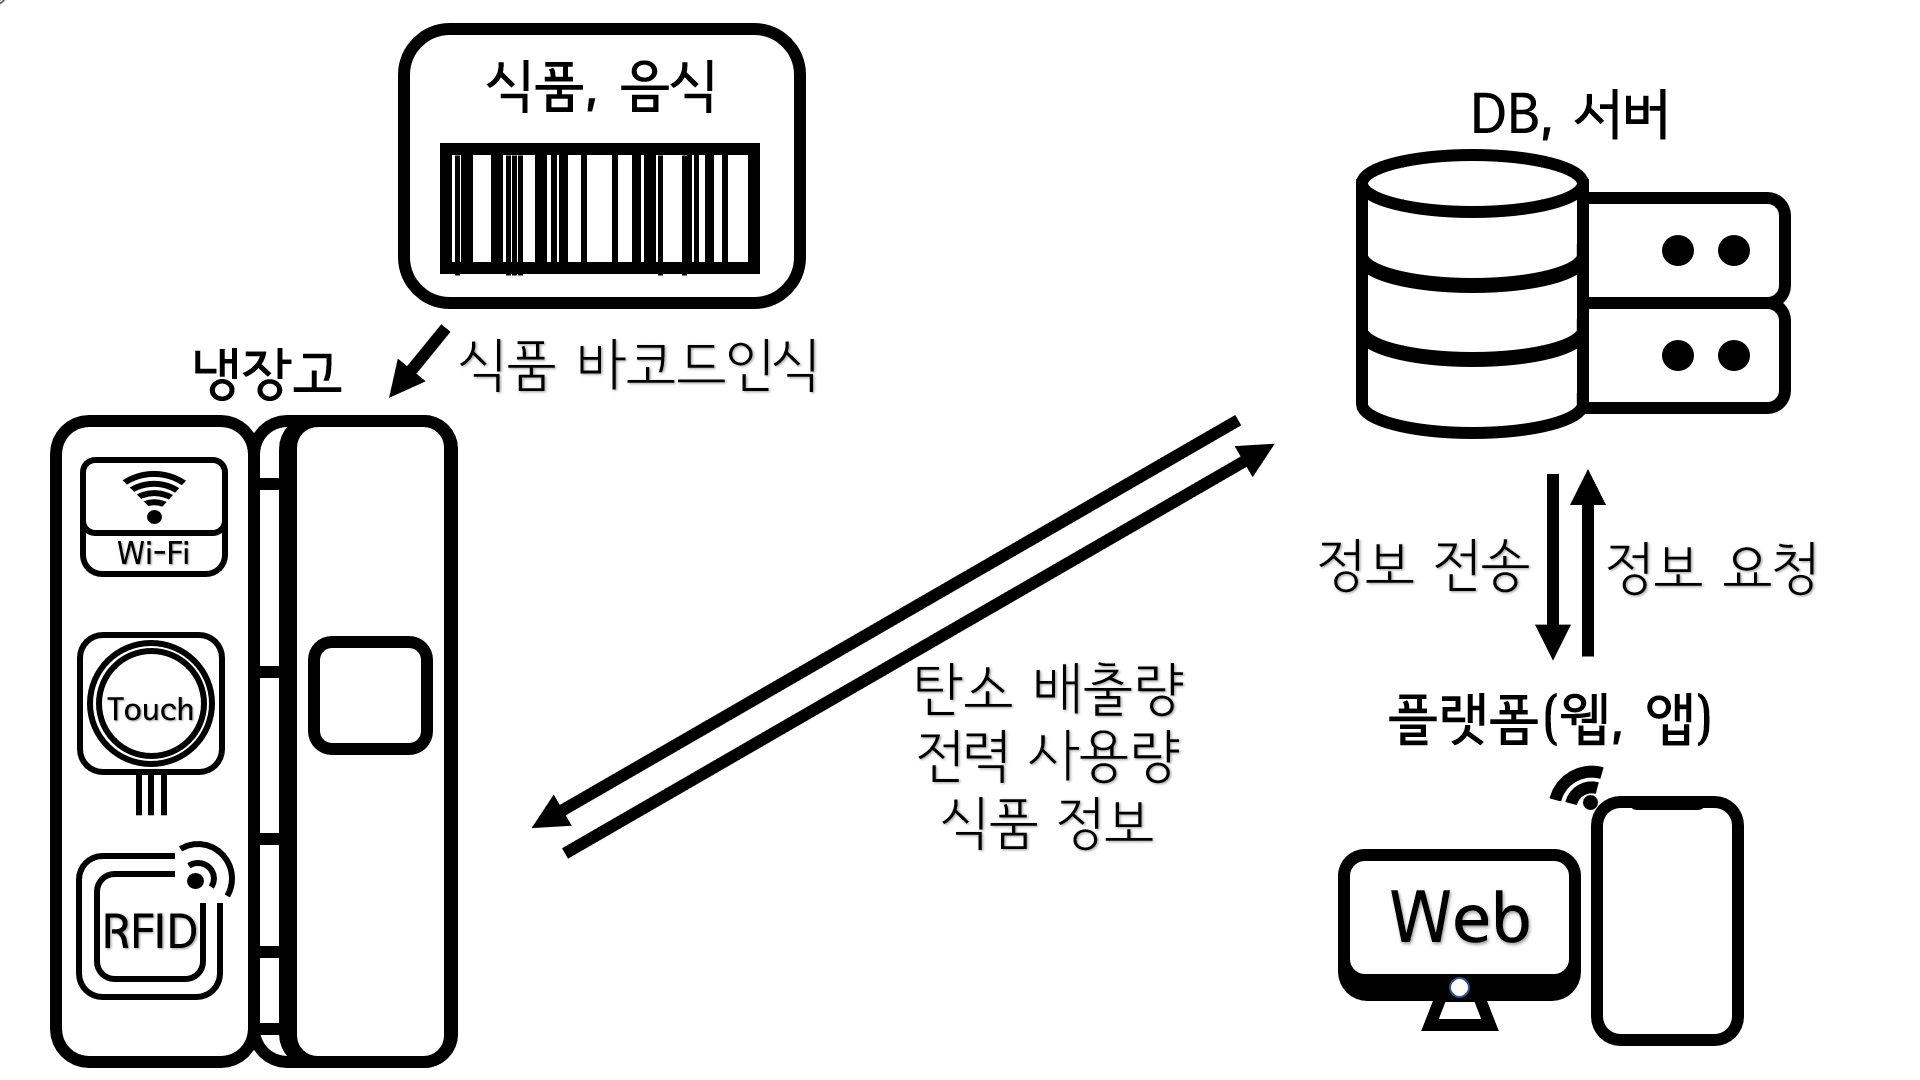 식품, 음식
DB, 서버
냉장고
식품 바코드인식
Wi-Fi
Touch
RFID
정보 전송
정보 요청
탄소 배출량
전력 사용량
식품 정보
플랫폼(웹, 앱)
Web